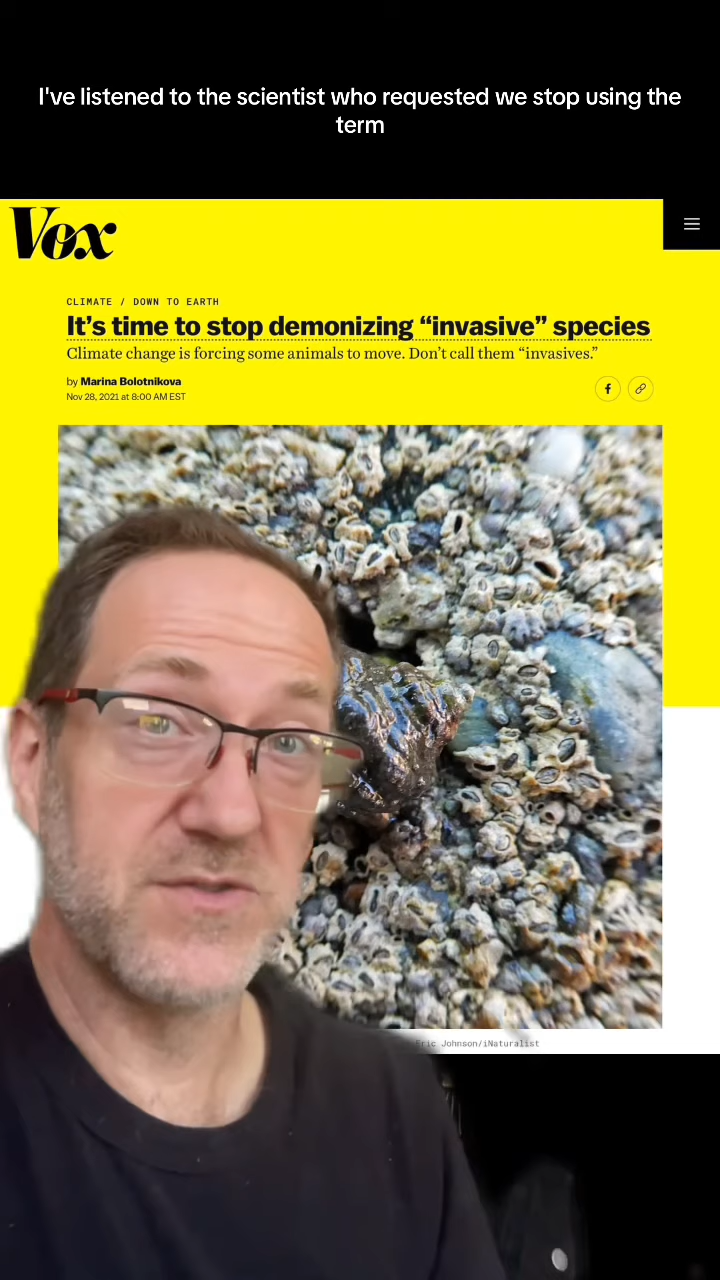 I've listened to the scientist who requested we stop using the
term
Vox
CLIMATE / DOWN TO EARTH
It's time to stop demonizing “invasive” species
Climate change is forcing some animals to move. Don't call them “invasives.”
by Marina Bolotnikova
Nov 28, 2021 at 8:00 AM EST
Eric Johnson/iNaturalist